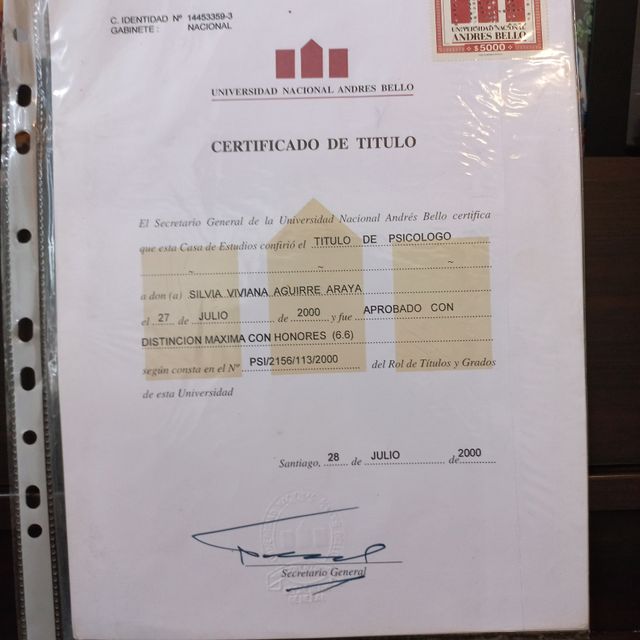 C. IDENTIDAD Nº 14453359-3
GABINETE : NACIONAL
UNIVERSIDAD NACIONAL
ANDRES BELLO
$5000
UNIVERSIDAD NACIONAL ANDRES BELLO
CERTIFICADO DE TITULO
El Secretario General de la Universidad Nacional Andrés Bello certifica
que esta Casa de Estudios confirió el TITULO DE PSICOLOGO
a don (a) SILVIA VIVIANA AGUIRRE ARAYA
el 27 de JULIO de 2000 y fue APROBADO CON
DISTINCION MAXIMA CON HONORES (6.6)
según consta en el Nº PSI/2156/113/2000 del Rol de Títulos y Grados
de esta Universidad
Santiago, 28 de JULIO de 2000
Secretario General